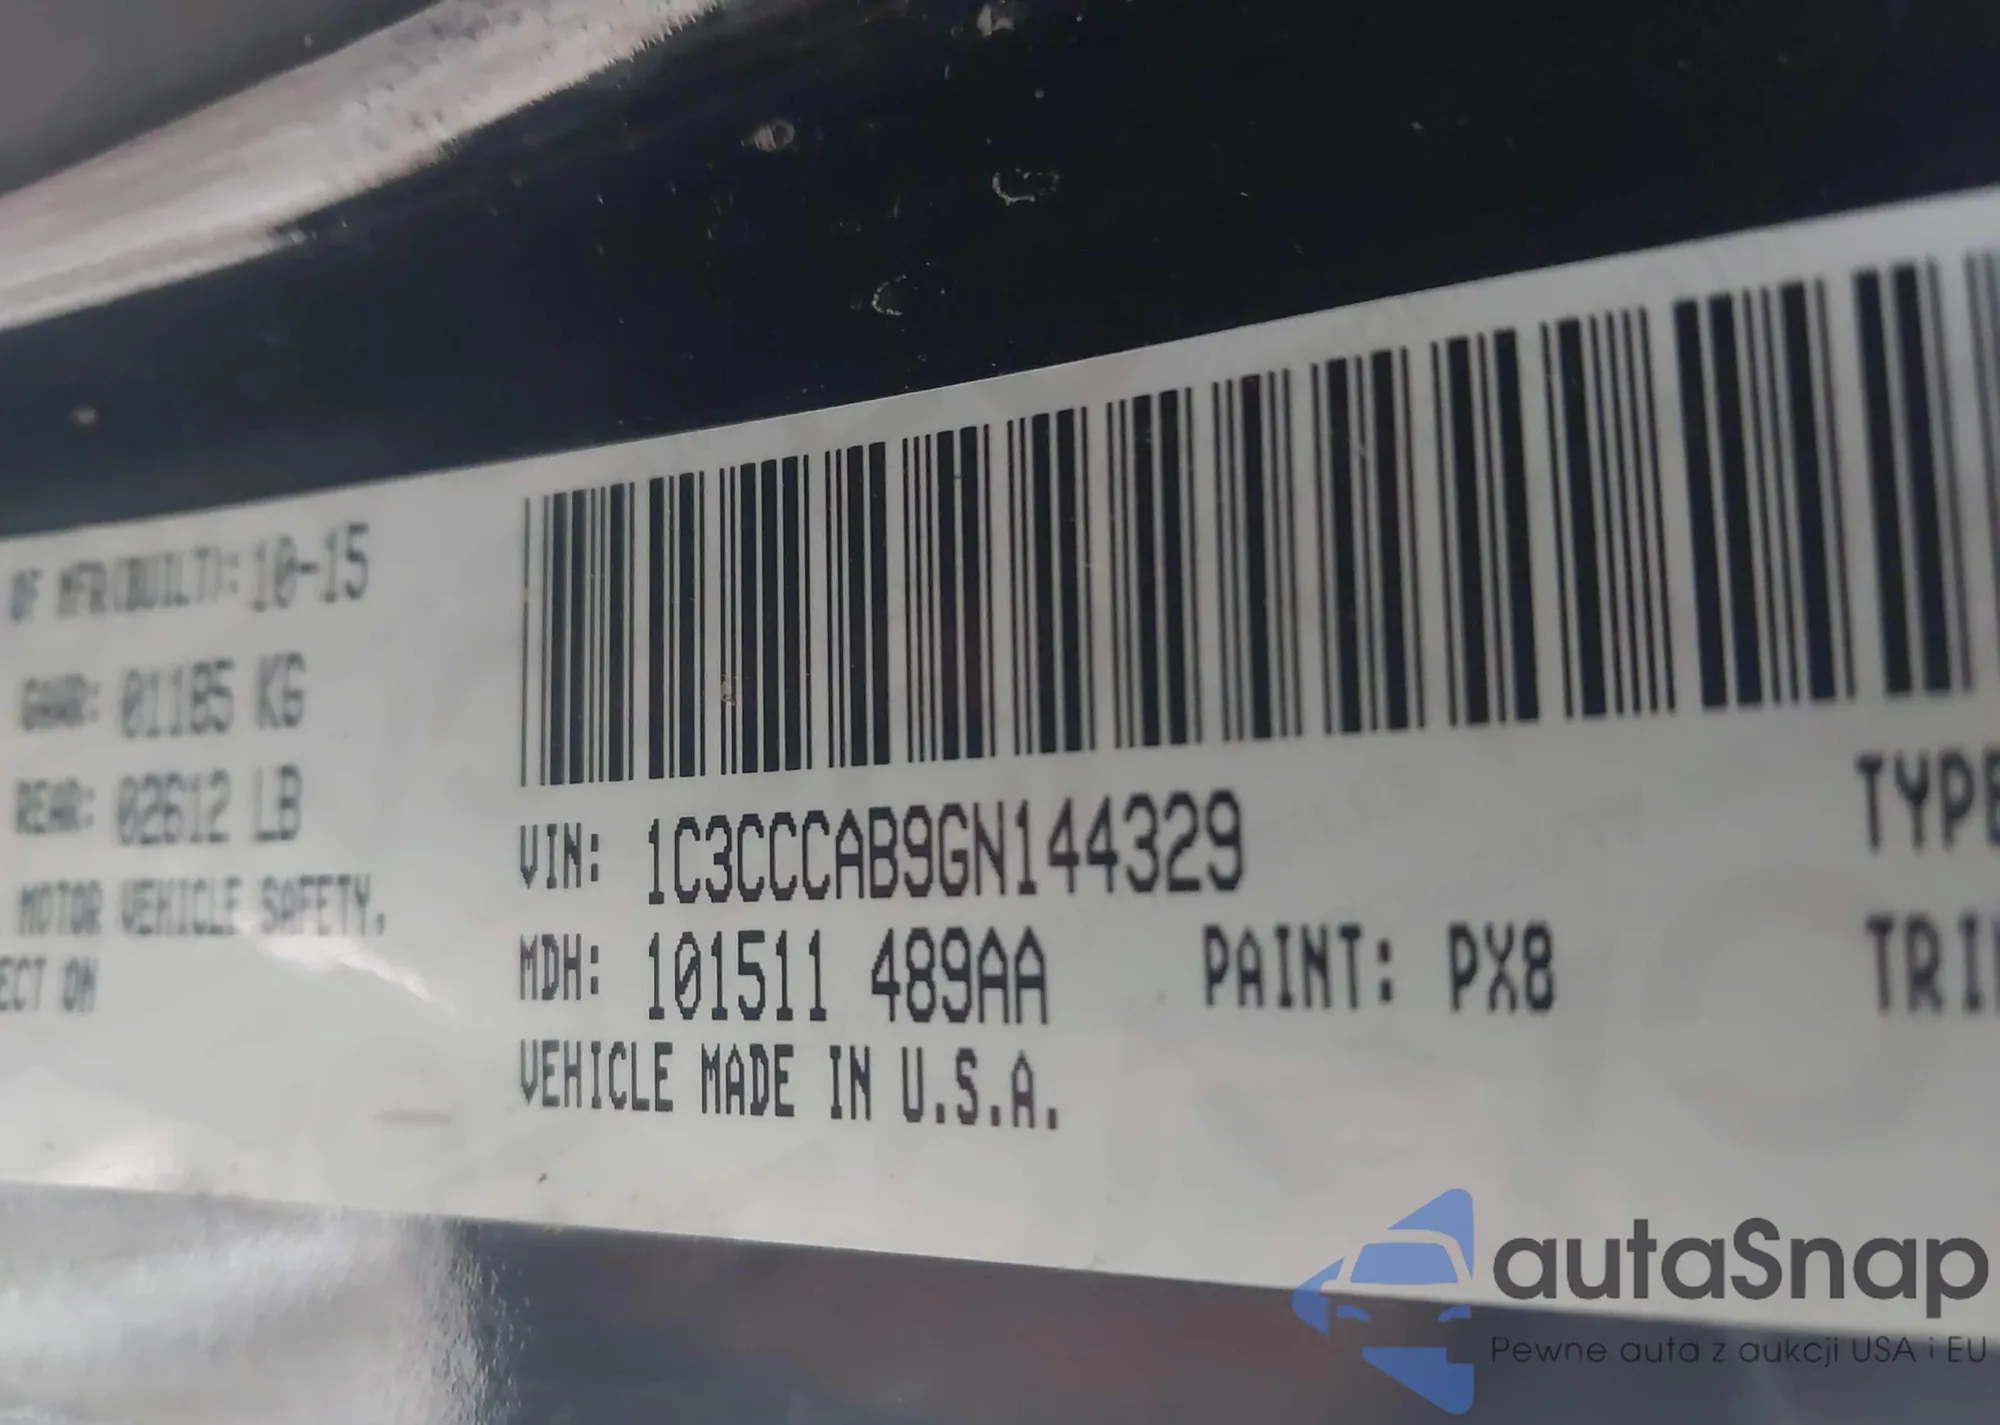 OF MFR(BUILT): 10-15
GAWR: 01185 KG
REAR: 02612 LB
MOTOR VEHICLE SAFETY,
ECT ON
VIN: 1C3CCCAB9GN144329
MDH: 101511 489AA
PAINT: PX8
VEHICLE MADE IN U.S.A.
TYPE
TRI
autaSnap
Pewne auta z aukcji USA i EU